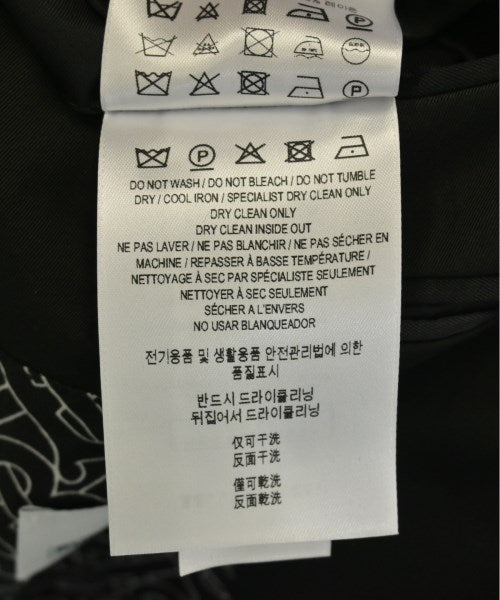 P
DO NOT WASH / DO NOT BLEACH / DO NOT TUMBLE
DRY / COOL IRON / SPECIALIST DRY CLEAN ONLY
DRY CLEAN ONLY
DRY CLEAN INSIDE OUT
NE PAS LAVER / NE PAS BLANCHIR / NE PAS SÉCHER EN
MACHINE / REPASSER À BASSE TEMPÉRATURE /
NETTOYAGE À SEC PAR SPÉCIALISTE SEULEMENT
NETTOYER À SEC SEULEMENT
SÉCHER A L'ENVERS
NO USAR BLANQUEADOR
전기용품 및 생활용품 안전관리법에 의한
품질표시
반드시 드라이클리닝
뒤집어서 드라이클리닝
仅可干洗
反面干洗
僅可乾洗
反面乾洗